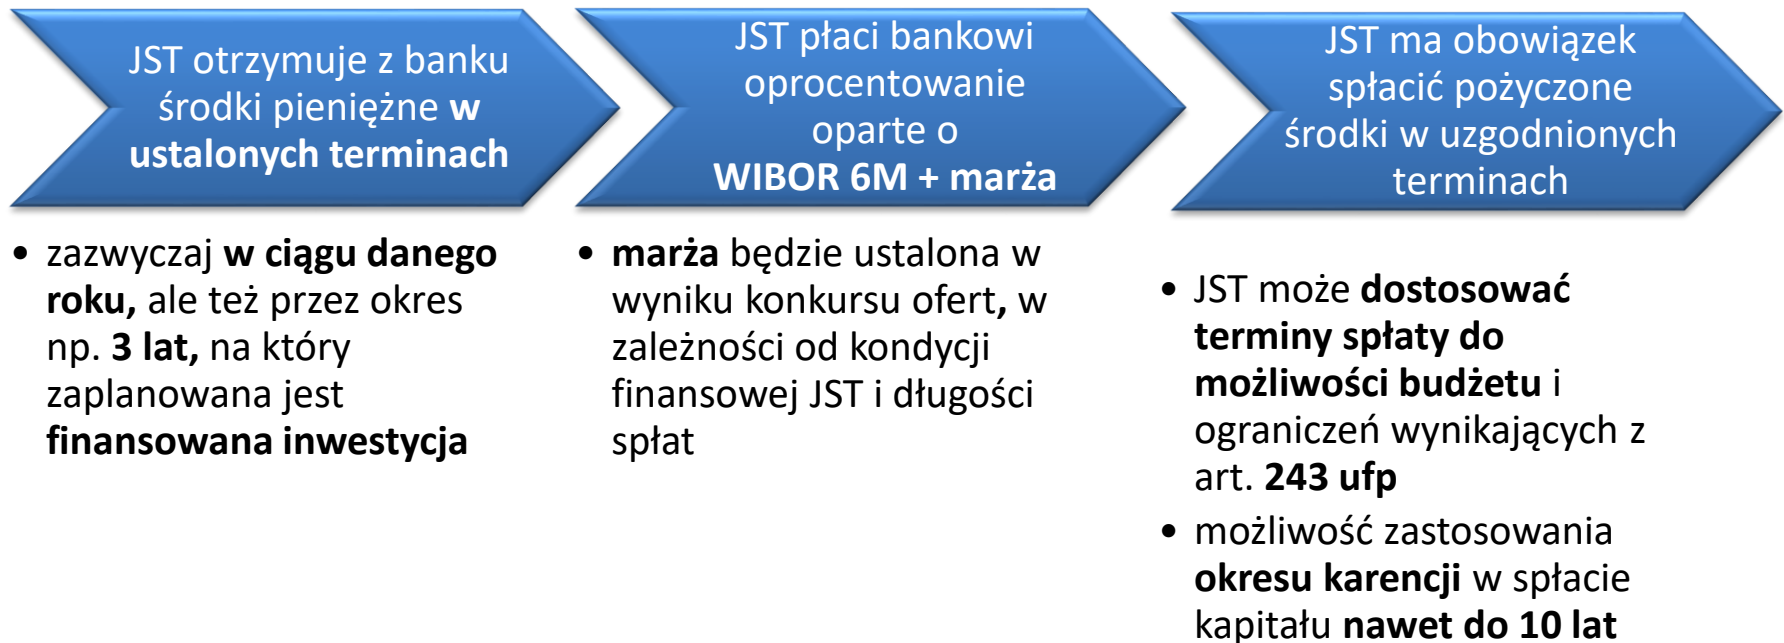 JST otrzymuje z banku
środki pieniężne w
ustalonych terminach
• zazwyczaj w ciągu danego
roku, ale też przez okres
np. 3 lat, na który
zaplanowana jest
finansowana inwestycja
JST płaci bankowi
oprocentowanie
oparte o
WIBOR 6M + marża
• marża będzie ustalona w
wyniku konkursu ofert, w
zależności od kondycji
finansowej JST i długości
spłat
JST ma obowiązek
spłacić pożyczone
środki w uzgodnionych
terminach
• JST może dostosować
terminy spłaty do
możliwości budżetu i
ograniczeń wynikających z
art. 243 ufp
• możliwość zastosowania
okresu karencji w spłacie
kapitału nawet do 10 lat